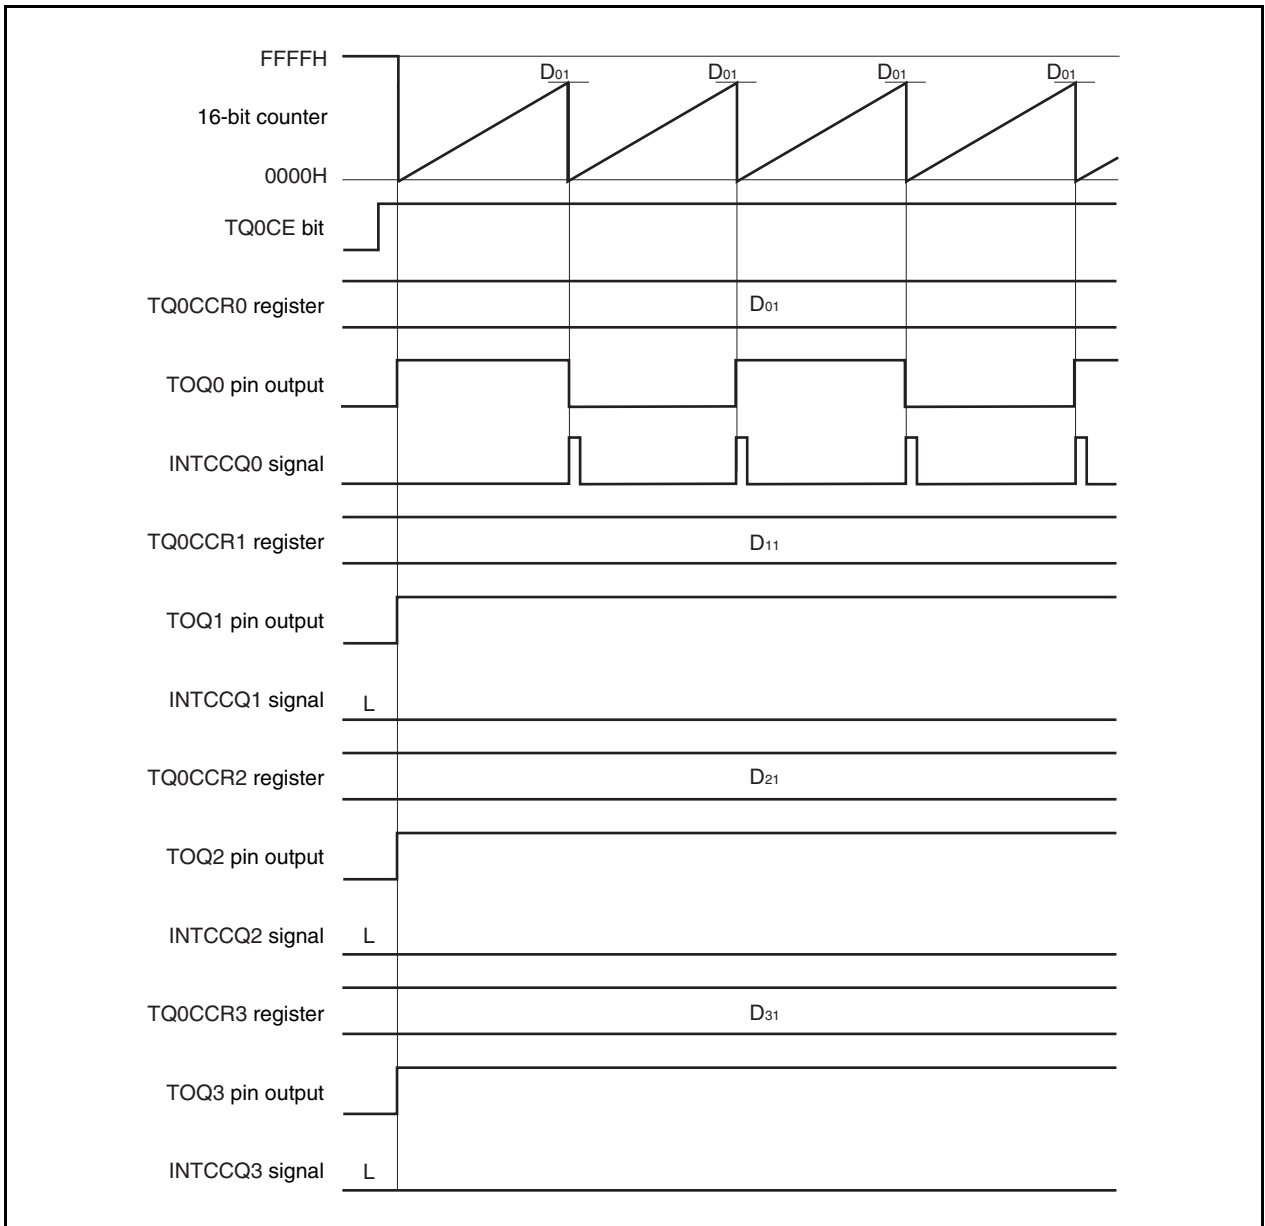 FFFFH
D01 D01 D01 D01
16-bit counter
0000H
TQ0CE bit
TQ0CCR0 register D01
TOQ0 pin output
INTCCQ0 signal
TQ0CCR1 register D11
TOQ1 pin output
INTCCQ1 signal L
TQ0CCR2 register D21
TOQ2 pin output
INTCCQ2 signal L
TQ0CCR3 register D31
TOQ3 pin output
INTCCQ3 signal L